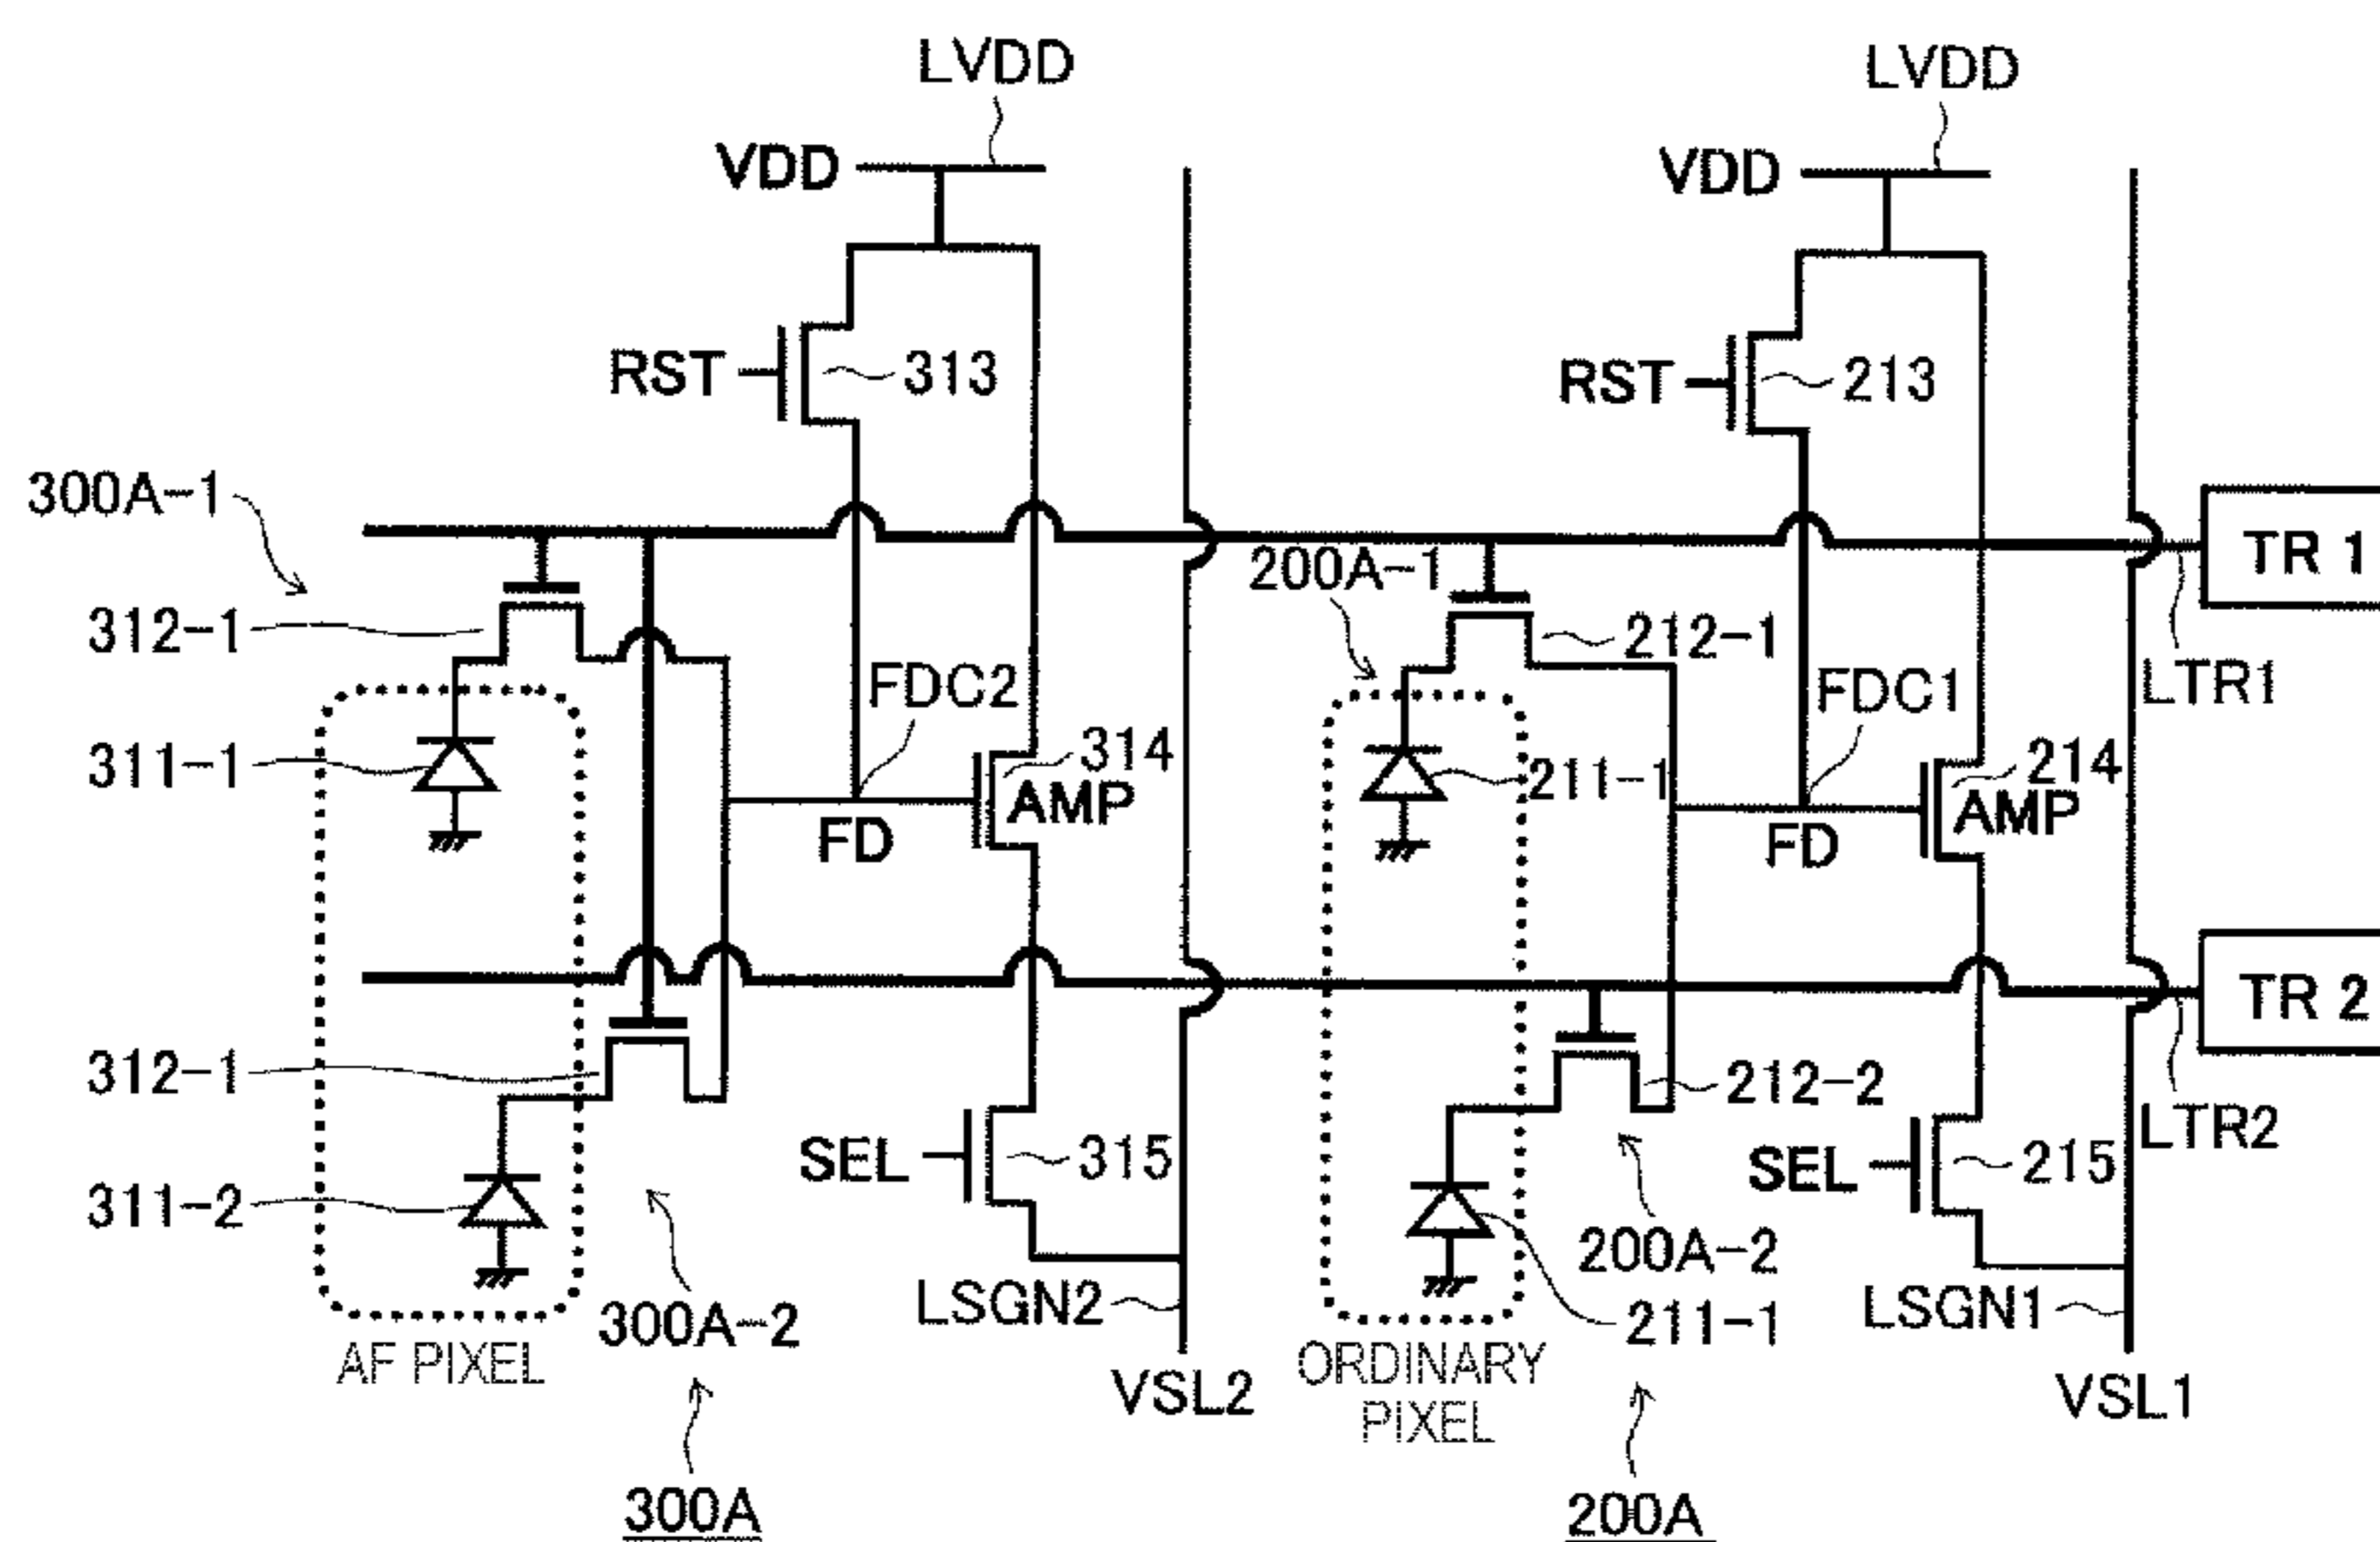 LVDD
LVDD
VDD
VDD
RST
313
RST
213
300A-1
TR 1
200A-1
312-1
212-1
LTR1
FDC2
FDC1
311-1
314
211-1
214
AMP
AMP
FD
FD
TR 2
312-1
212-2
LTR2
SEL
315
SEL
215
311-2
200A-2
300A-2
LSGN2
211-1
LSGN1
AF PIXEL
ORDINARY
PIXEL
VSL2
VSL1
300A
200A